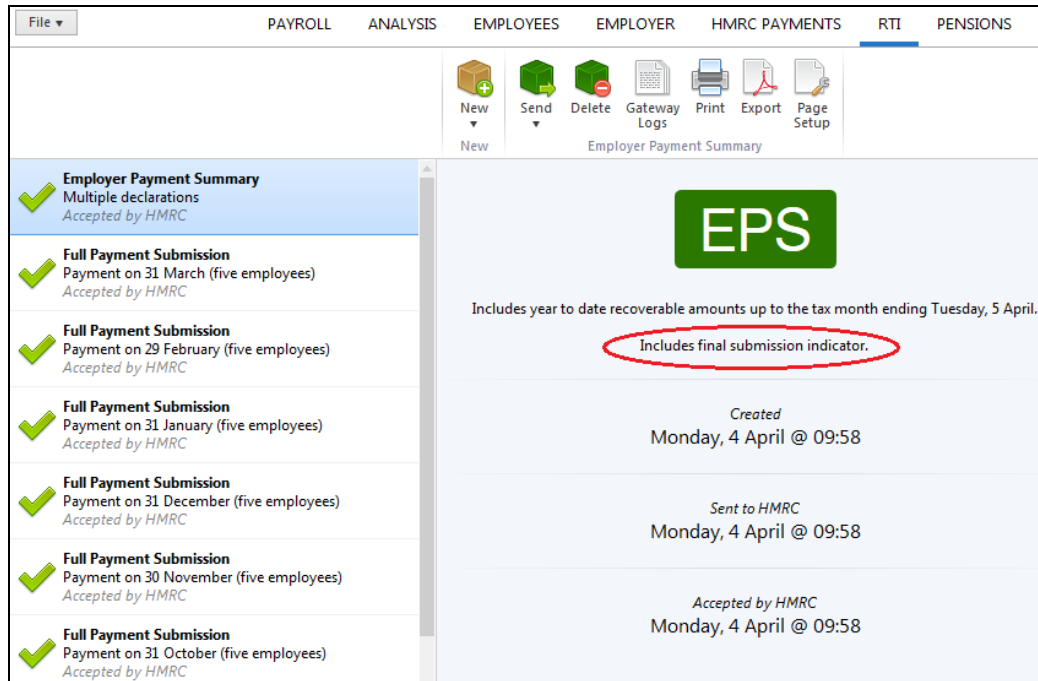 File ▾
PAYROLL ANALYSIS EMPLOYEES EMPLOYER HMRC PAYMENTS RTI PENSIONS
New Send Delete Gateway Logs Print Export Page Setup
New Employer Payment Summary
Employer Payment Summary
Multiple declarations
Accepted by HMRC
Full Payment Submission
Payment on 31 March (five employees)
Accepted by HMRC
Full Payment Submission
Payment on 29 February (five employees)
Accepted by HMRC
Full Payment Submission
Payment on 31 January (five employees)
Accepted by HMRC
Full Payment Submission
Payment on 31 December (five employees)
Accepted by HMRC
Full Payment Submission
Payment on 30 November (five employees)
Accepted by HMRC
Full Payment Submission
Payment on 31 October (five employees)
Accepted by HMRC
EPS
Includes year to date recoverable amounts up to the tax month ending Tuesday, 5 April.
Includes final submission indicator.
Created
Monday, 4 April @ 09:58
Sent to HMRC
Monday, 4 April @ 09:58
Accepted by HMRC
Monday, 4 April @ 09:58